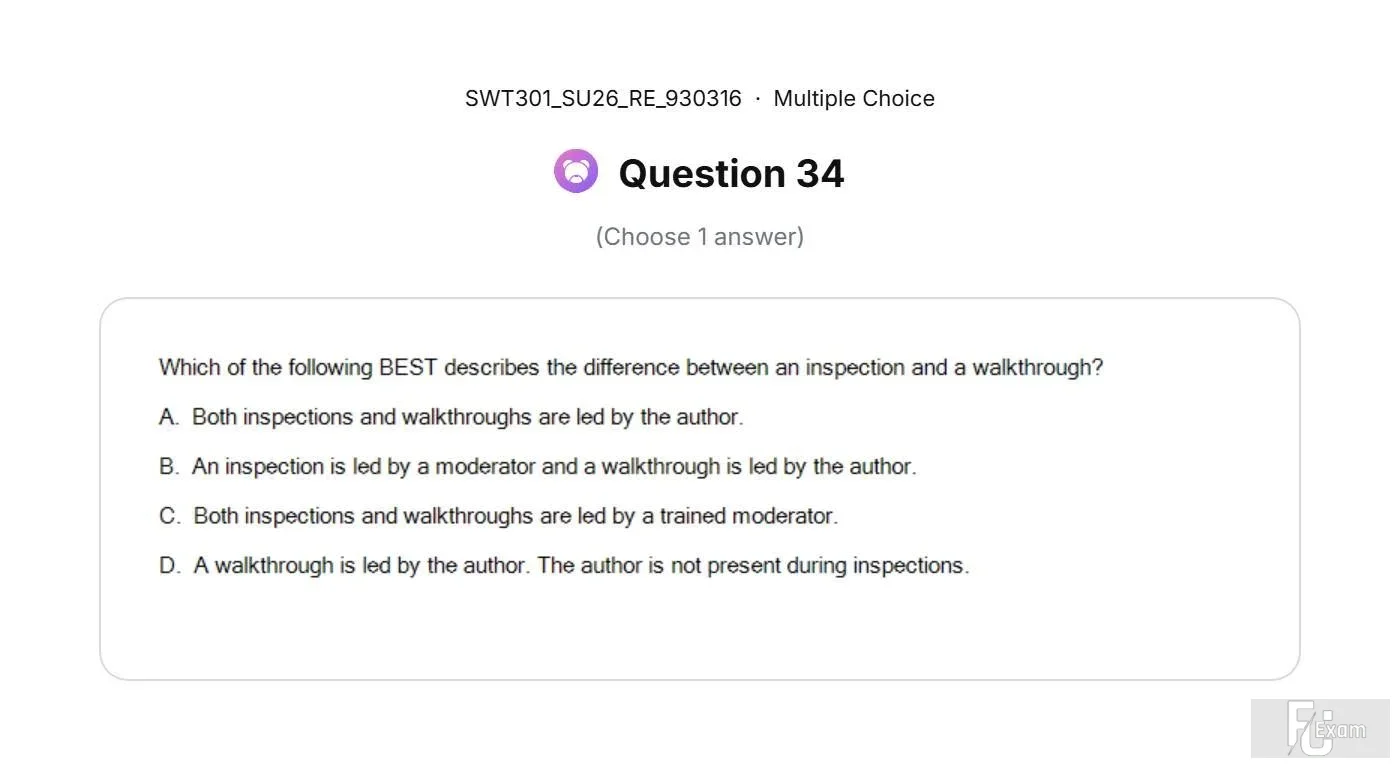 SWT301_SU26_RE_930316 · Multiple Choice
Question 34
(Choose 1 answer)
Which of the following BEST describes the difference between an inspection and a walkthrough?
A. Both inspections and walkthroughs are led by the author.
B. An inspection is led by a moderator and a walkthrough is led by the author.
C. Both inspections and walkthroughs are led by a trained moderator.
D. A walkthrough is led by the author. The author is not present during inspections.
FU Exam